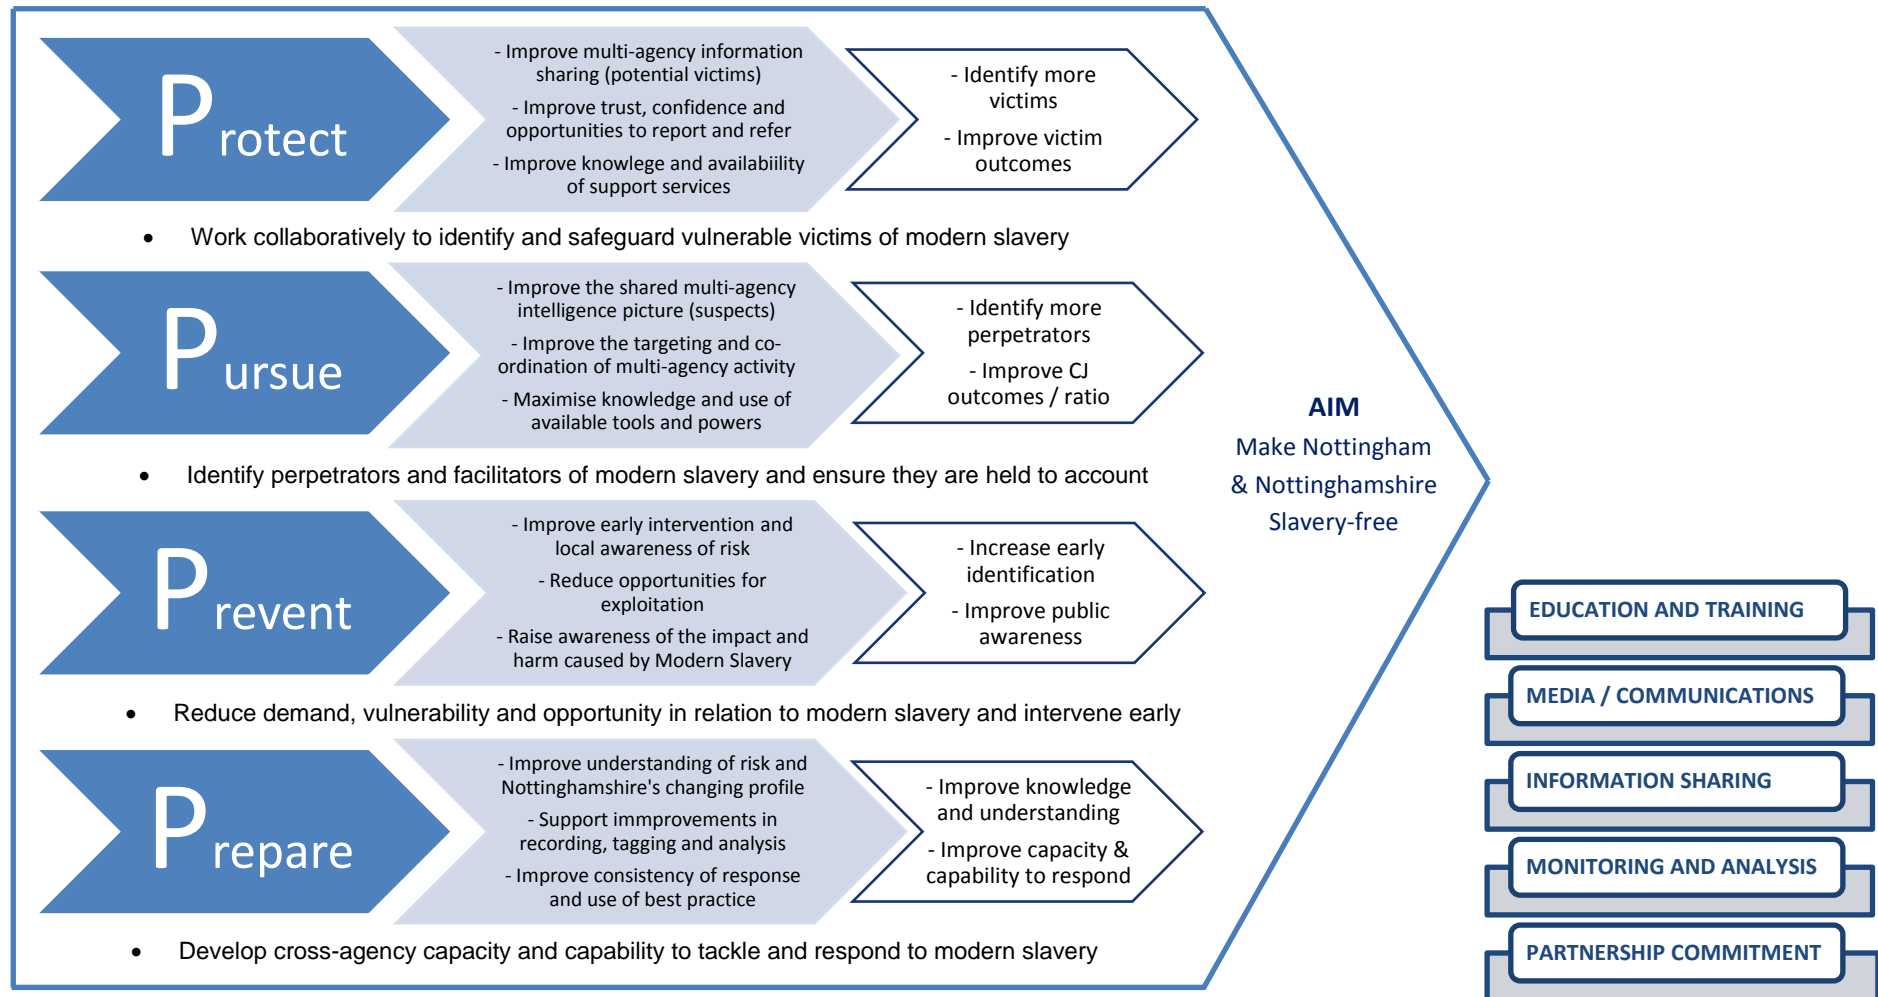 Protect
- Improve multi-agency information
sharing (potential victims)
- Improve trust, confidence and
opportunities to report and refer
- Improve knowlege and availabiility
of support services
- Identify more
victims
- Improve victim
outcomes
• Work collaboratively to identify and safeguard vulnerable victims of modern slavery
Pursue
- Improve the shared multi-agency
intelligence picture (suspects)
- Improve the targeting and co-
ordination of multi-agency activity
- Maximise knowledge and use of
available tools and powers
- Identify more
perpetrators
- Improve CJ
outcomes / ratio
• Identify perpetrators and facilitators of modern slavery and ensure they are held to account
Prevent
- Improve early intervention and
local awareness of risk
- Reduce opportunities for
exploitation
- Raise awareness of the impact and
harm caused by Modern Slavery
- Increase early
identification
- Improve public
awareness
• Reduce demand, vulnerability and opportunity in relation to modern slavery and intervene early
Prepare
- Improve understanding of risk and
Nottinghamshire's changing profile
- Support immprovements in
recording, tagging and analysis
- Improve consistency of response
and use of best practice
- Improve knowledge
and understanding
- Improve capacity &
capability to respond
• Develop cross-agency capacity and capability to tackle and respond to modern slavery
AIM
Make Nottingham
& Nottinghamshire
Slavery-free
EDUCATION AND TRAINING
MEDIA / COMMUNICATIONS
INFORMATION SHARING
MONITORING AND ANALYSIS
PARTNERSHIP COMMITMENT